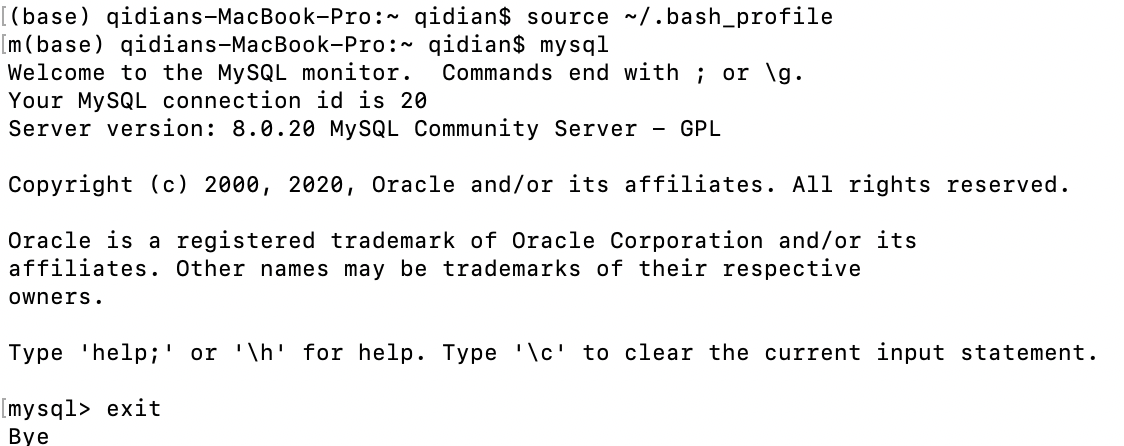 [(base) qidians-MacBook-Pro:~ qidian$ source ~/.bash_profile
[m(base) qidians-MacBook-Pro:~ qidian$ mysql
Welcome to the MySQL monitor.  Commands end with ; or \g.
Your MySQL connection id is 20
Server version: 8.0.20 MySQL Community Server - GPL
Copyright (c) 2000, 2020, Oracle and/or its affiliates. All rights reserved.
Oracle is a registered trademark of Oracle Corporation and/or its
affiliates. Other names may be trademarks of their respective
owners.
Type 'help;' or '\h' for help. Type '\c' to clear the current input statement.
[mysql> exit
Bye